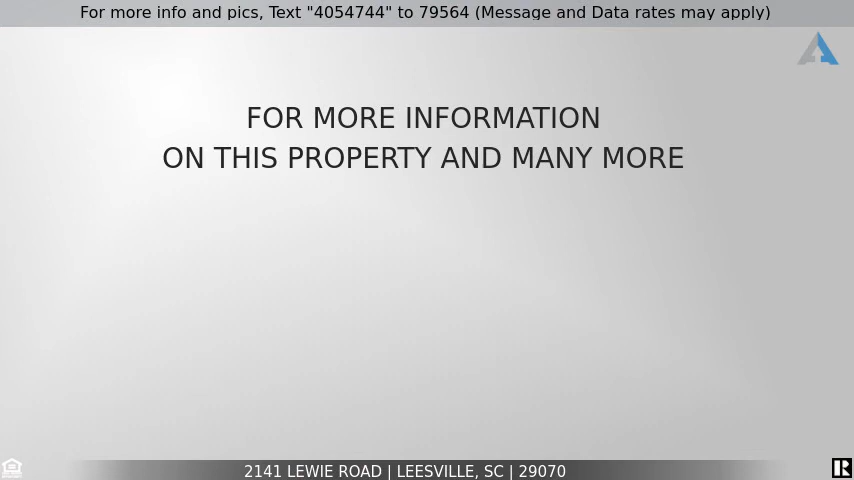 For more info and pics, Text "4054744" to 79564 (Message and Data rates may apply)
FOR MORE INFORMATION
ON THIS PROPERTY AND MANY MORE
2141 LEWIE ROAD | LEESVILLE, SC | 29070